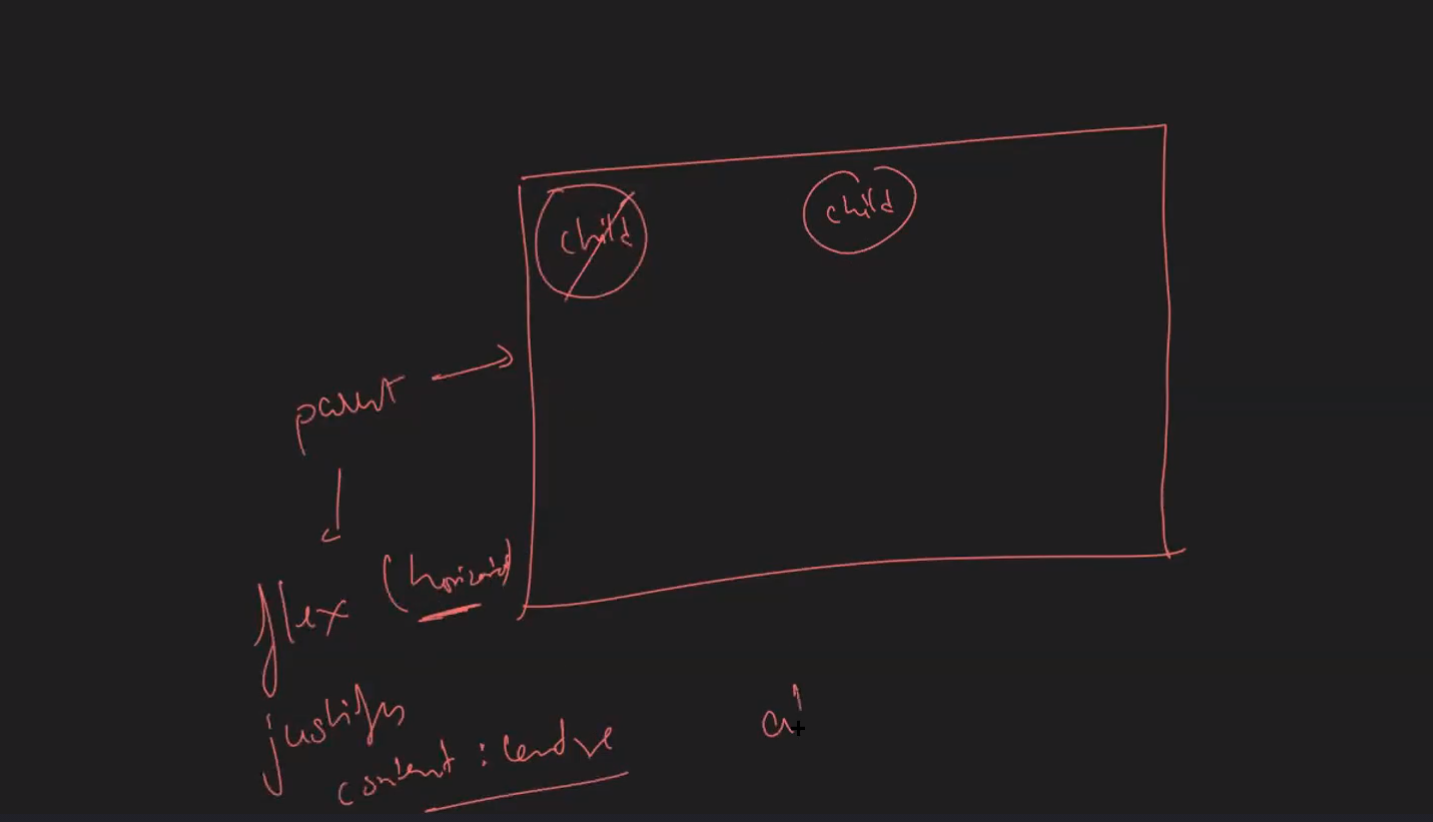 child
child
parent
flex (horizontal)
justify
content : centre